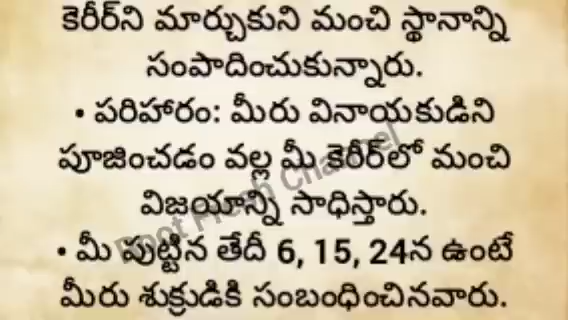 కెరీర్‌ని మార్చుకుని మంచి స్థానాన్ని
సంపాదించుకున్నారు.
• పరిహారం: మీరు వినాయకుడిని
పూజించడం వల్ల మీ కెరీర్‌లో మంచి
విజయాన్ని సాధిస్తారు.
• మీ పుట్టిన తేదీ 6, 15, 24న ఉంటే
మీరు శుక్రుడికి సంబంధించినవారు.